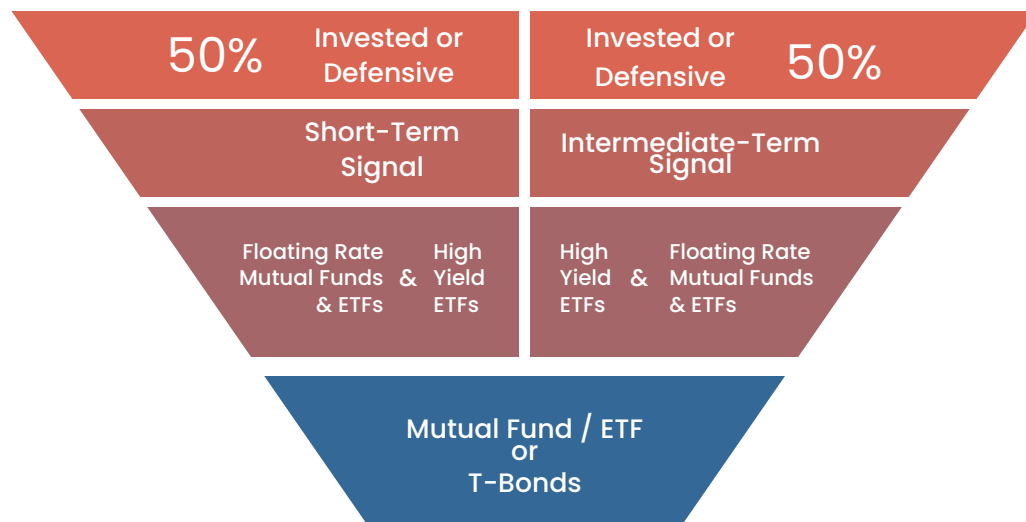 50%
Invested or
Defensive
Invested or
Defensive
50%
Short-Term
Signal
Intermediate-Term
Signal
Floating Rate
Mutual Funds
& ETFs
&
High
Yield
ETFs
High
Yield
ETFs
&
Floating Rate
Mutual Funds
& ETFs
Mutual Fund / ETF
or
T-Bonds